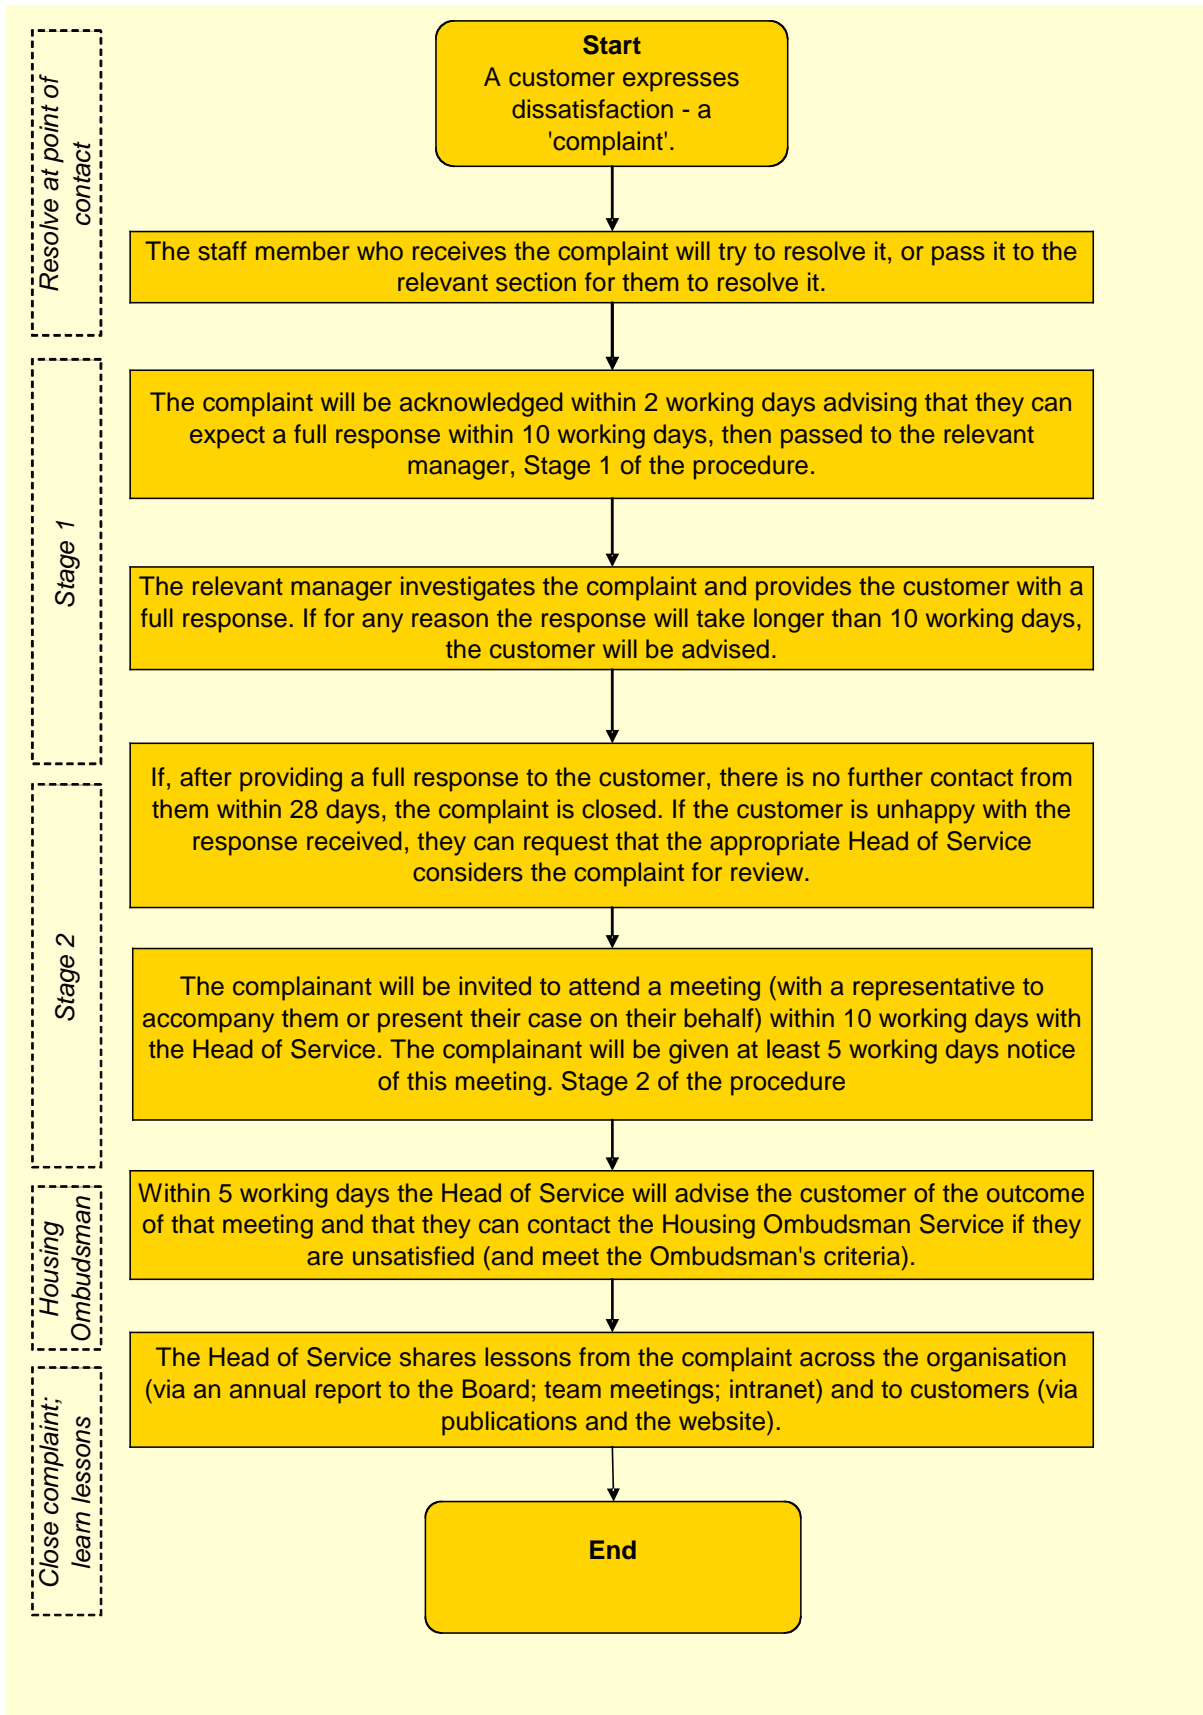 Resolve at point of
contact
Start
A customer expresses
dissatisfaction - a
'complaint'.
The staff member who receives the complaint will try to resolve it, or pass it to the
relevant section for them to resolve it.
Stage 1
The complaint will be acknowledged within 2 working days advising that they can
expect a full response within 10 working days, then passed to the relevant
manager, Stage 1 of the procedure.
The relevant manager investigates the complaint and provides the customer with a
full response. If for any reason the response will take longer than 10 working days,
the customer will be advised.
Stage 2
If, after providing a full response to the customer, there is no further contact from
them within 28 days, the complaint is closed. If the customer is unhappy with the
response received, they can request that the appropriate Head of Service
considers the complaint for review.
The complainant will be invited to attend a meeting (with a representative to
accompany them or present their case on their behalf) within 10 working days with
the Head of Service. The complainant will be given at least 5 working days notice
of this meeting. Stage 2 of the procedure
Housing
Ombudsman
Within 5 working days the Head of Service will advise the customer of the outcome
of that meeting and that they can contact the Housing Ombudsman Service if they
are unsatisfied (and meet the Ombudsman's criteria).
Close complaint;
learn lessons
The Head of Service shares lessons from the complaint across the organisation
(via an annual report to the Board; team meetings; intranet) and to customers (via
publications and the website).
End